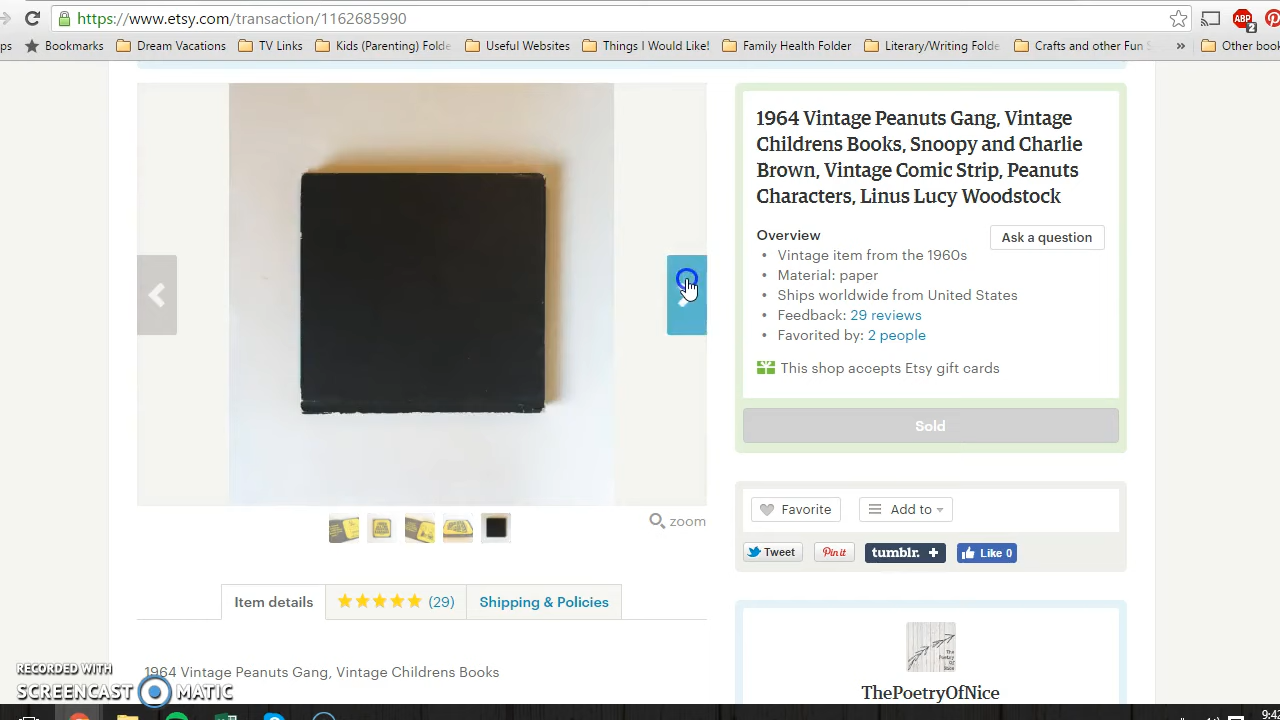 https://www.etsy.com/transaction/1162685990
ABP
2
ps Bookmarks Dream Vacations TV Links Kids (Parenting) Folde Useful Websites Things I Would Like! Family Health Folder Literary/Writing Folde Crafts and other Fun S » Other book
1964 Vintage Peanuts Gang, Vintage
Childrens Books, Snoopy and Charlie
Brown, Vintage Comic Strip, Peanuts
Characters, Linus Lucy Woodstock
Overview
Ask a question
• Vintage item from the 1960s
• Material: paper
• Ships worldwide from United States
• Feedback: 29 reviews
• Favorited by: 2 people
This shop accepts Etsy gift cards
Sold
zoom
Favorite
Add to
Tweet
Pin it
tumblr. +
Like 0
Item details
(29)
Shipping & Policies
1964 Vintage Peanuts Gang, Vintage Childrens Books
ThePoetryOfNice
RECORDED WITH
SCREENCAST MATIC